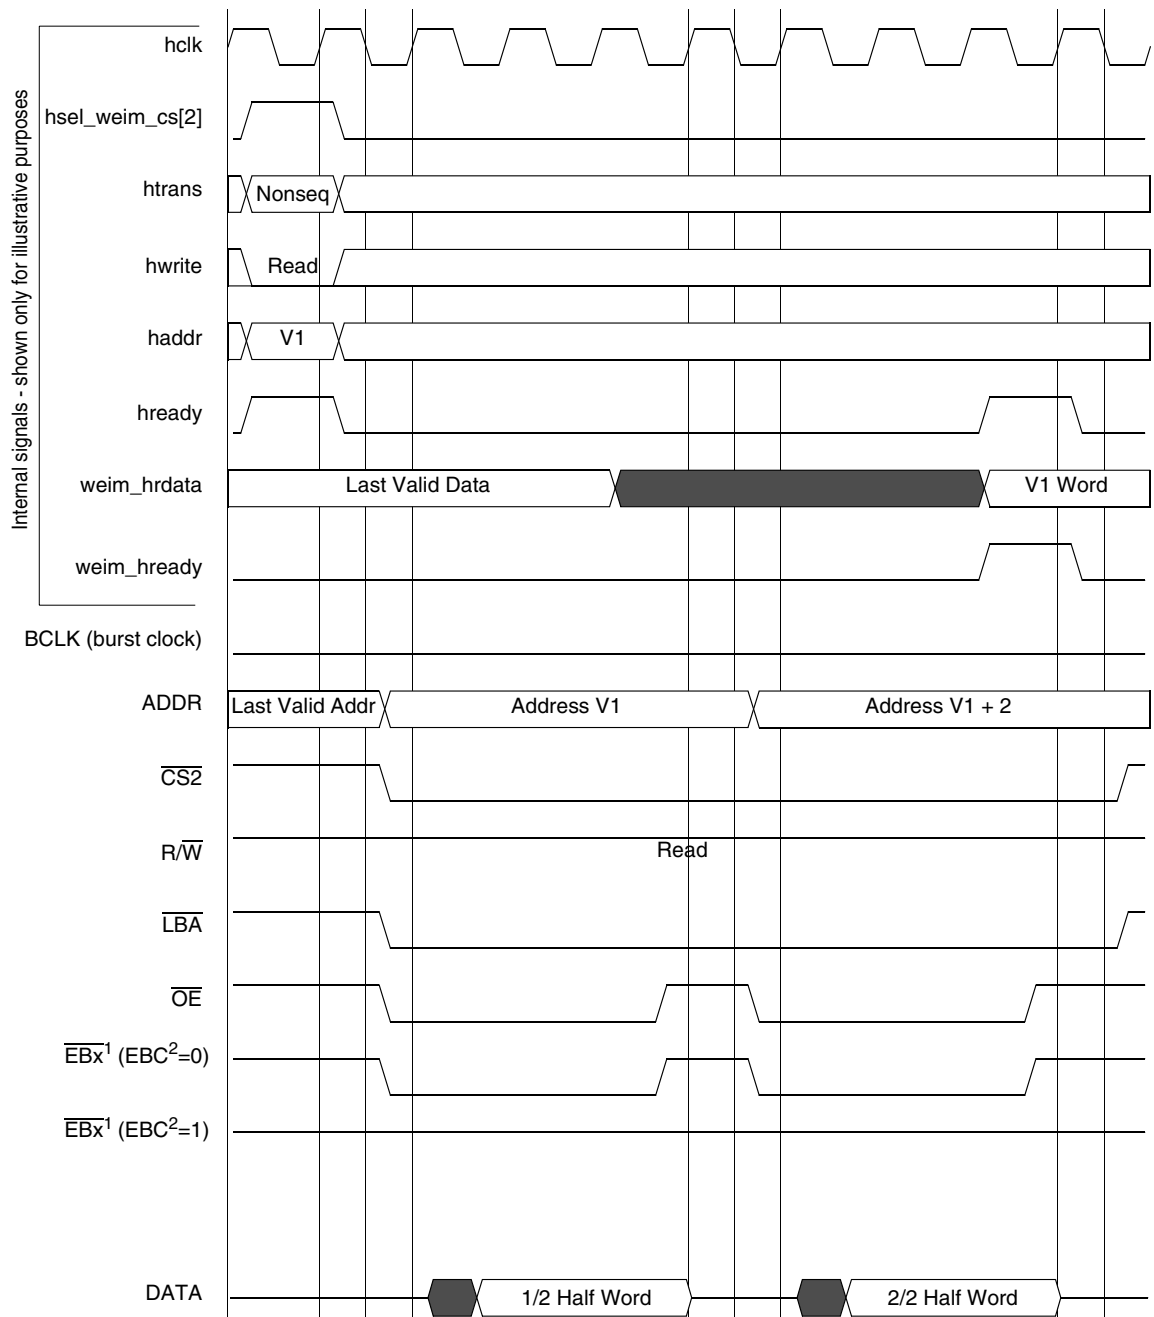 Internal signals - shown only for illustrative purposes
hclk
hsel_weim_cs[2]
htrans Nonseq
hwrite Read
haddr V1
hready
weim_hrdata Last Valid Data V1 Word
weim_hready
BCLK (burst clock)
ADDR Last Valid Addr Address V1 Address V1 + 2
CS2
R/W Read
LBA
OE
EBx¹ (EBC²=0)
EBx¹ (EBC²=1)
DATA 1/2 Half Word 2/2 Half Word